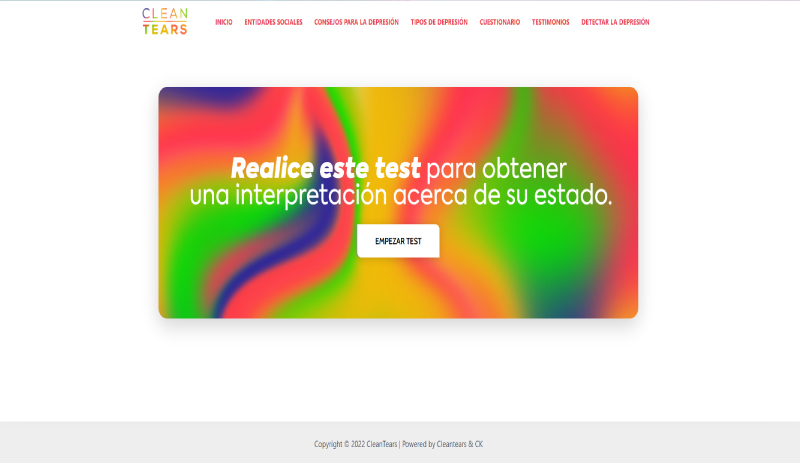 CLEAN
TEARS
INICIO ENTIDADES SOCIALES CONSEJOS PARA LA DEPRESIÓN TIPOS DE DEPRESIÓN CUESTIONARIO TESTIMONIOS DETECTAR LA DEPRESIÓN
Realice este test para obtener
una interpretación acerca de su estado.
EMPEZAR TEST
Copyright © 2022 CleanTears | Powered by Cleantears & CK